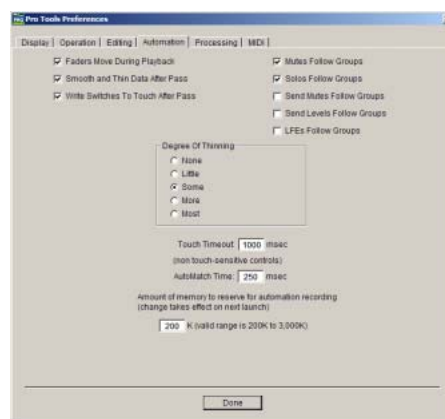 Pro Tools Preferences
Display | Operation | Editing | Automation | Processing | MIDI |
Faders Move During Playback
Smooth and Thin Data After Pass
Write Switches To Touch After Pass
Mutes Follow Groups
Solos Follow Groups
Send Mutes Follow Groups
Send Levels Follow Groups
LFEs Follow Groups
Degree Of Thinning
None
Little
Some
More
Most
Touch Timeout: 1000 msec
(non touch-sensitive controls)
AutoMatch Time: 250 msec
Amount of memory to reserve for automation recording
(change takes effect on next launch)
200 K (valid range is 200K to 3,000K)
Done